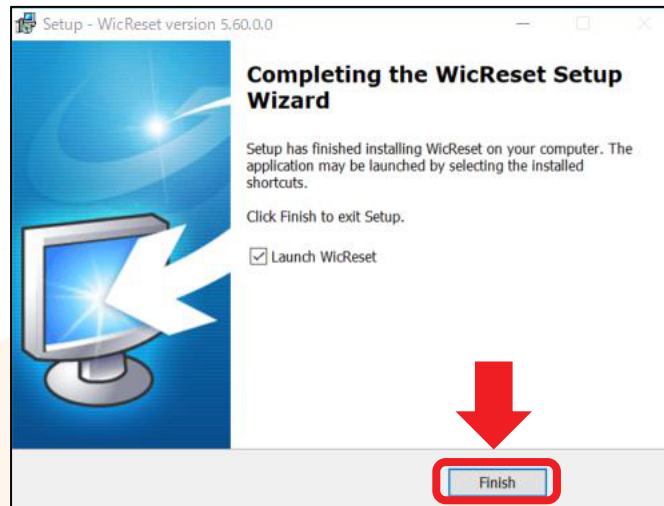 Setup - WicReset version 5.60.0.0
Completing the WicReset Setup
Wizard
Setup has finished installing WicReset on your computer. The
application may be launched by selecting the installed
shortcuts.
Click Finish to exit Setup.
Launch WicReset
Finish